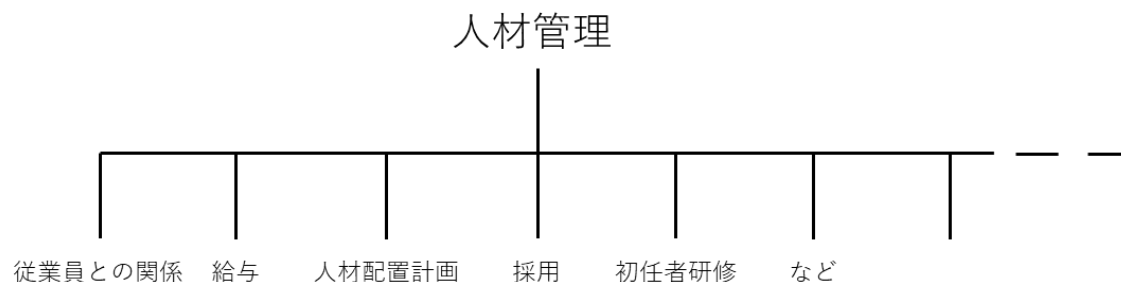 人材管理
従業員との関係 給与 人材配置計画 採用 初任者研修 など